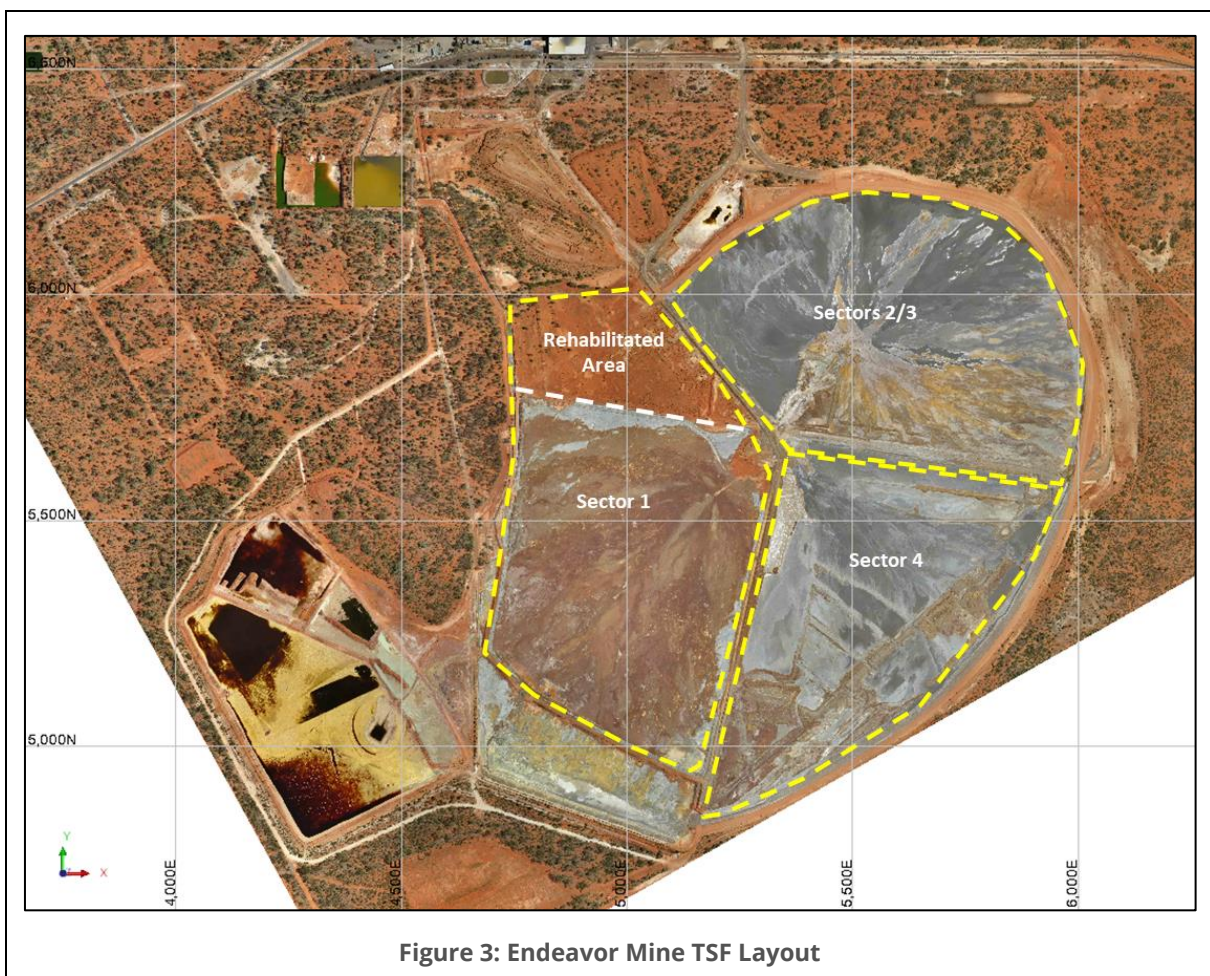 6,500N
6,000N
Sectors 2/3
Rehabilitated
Area
Sector 1
5,500N
Sector 4
5,000N
Y
X
4,000E
4,500E
5,000E
5,500E
6,000E
Figure 3: Endeavor Mine TSF Layout